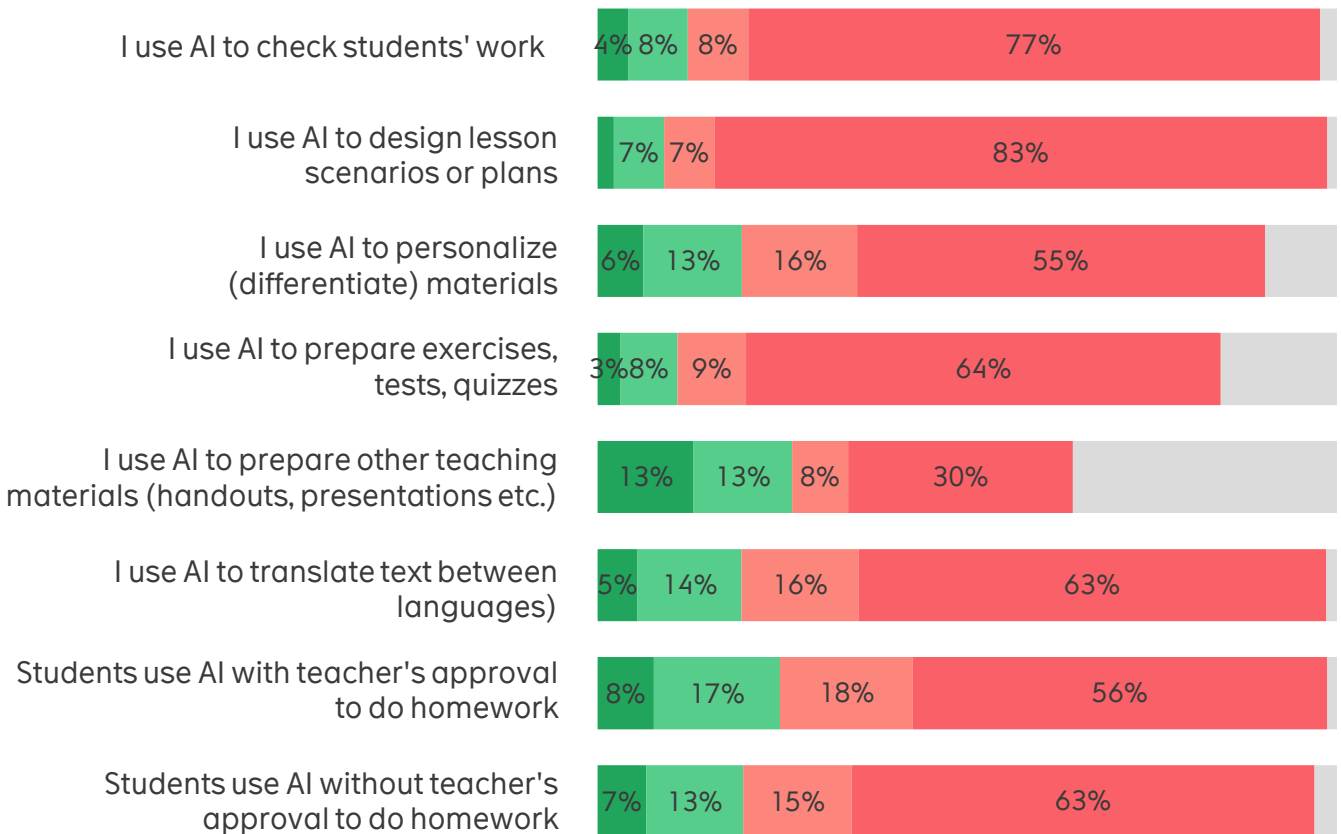 I use AI to check students' work
4% 8% 8% 77%
I use AI to design lesson
scenarios or plans
7% 7% 83%
I use AI to personalize
(differentiate) materials
6% 13% 16% 55%
I use AI to prepare exercises,
tests, quizzes
3% 8% 9% 64%
I use AI to prepare other teaching
materials (handouts, presentations etc.)
13% 13% 8% 30%
I use AI to translate text between
languages)
5% 14% 16% 63%
Students use AI with teacher's approval
to do homework
8% 17% 18% 56%
Students use AI without teacher's
approval to do homework
7% 13% 15% 63%